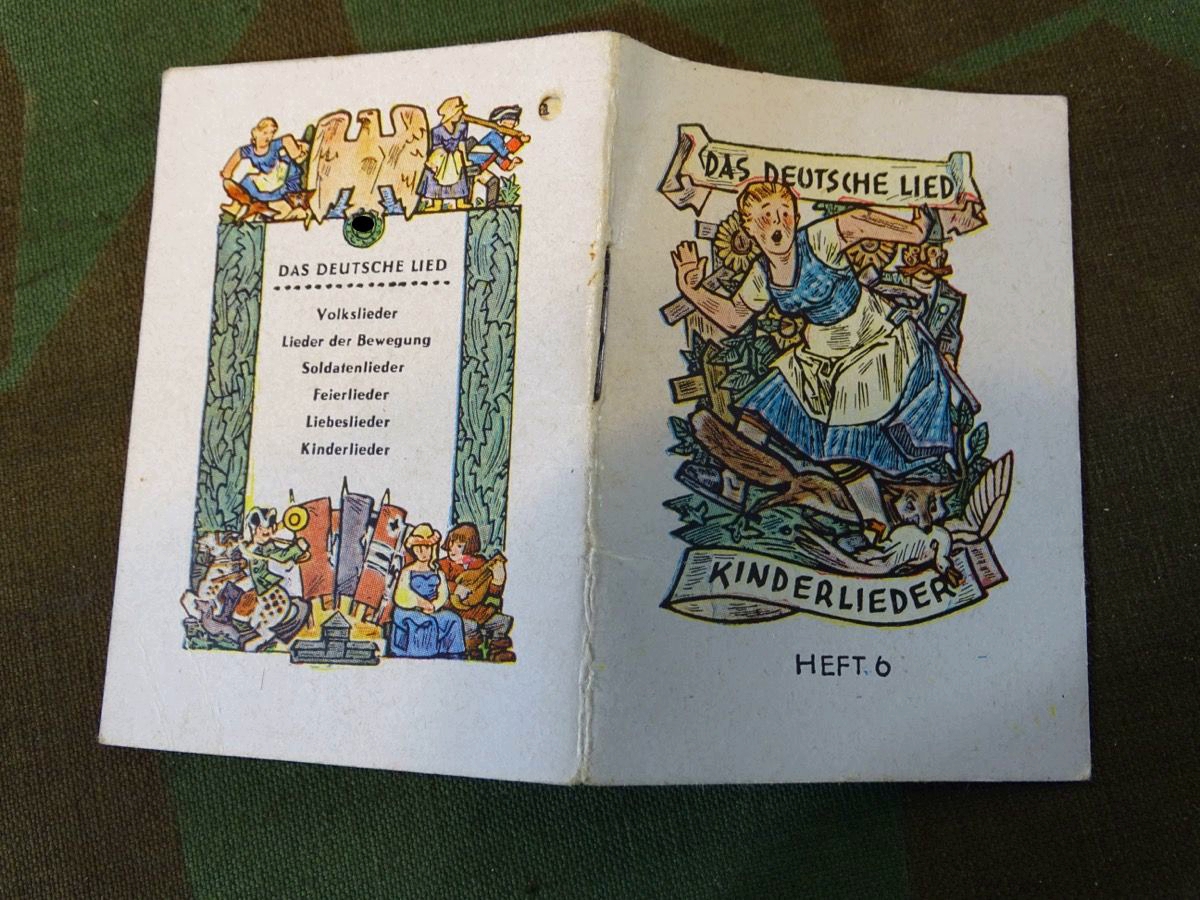 DAS DEUTSCHE LIED
Volkslieder
Lieder der Bewegung
Soldatenlieder
Feierlieder
Liebeslieder
Kinderlieder
DAS DEUTSCHE LIED
KINDERLIEDER
HEFT. 6